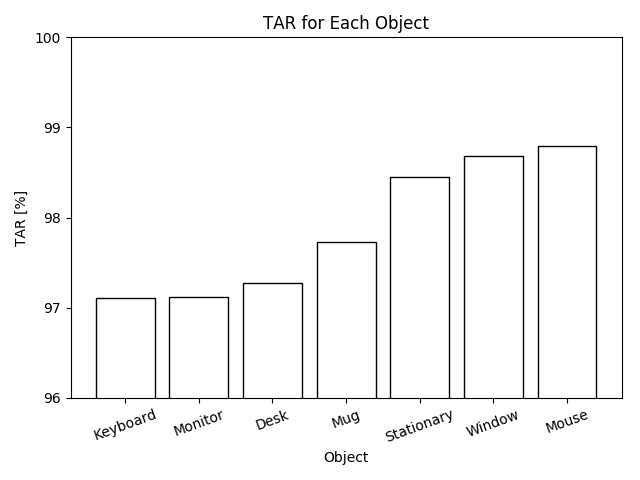 TAR for Each Object
100
99
98
97
96
TAR [%]
Keyboard
Monitor
Desk
Mug
Stationary
Window
Mouse
Object